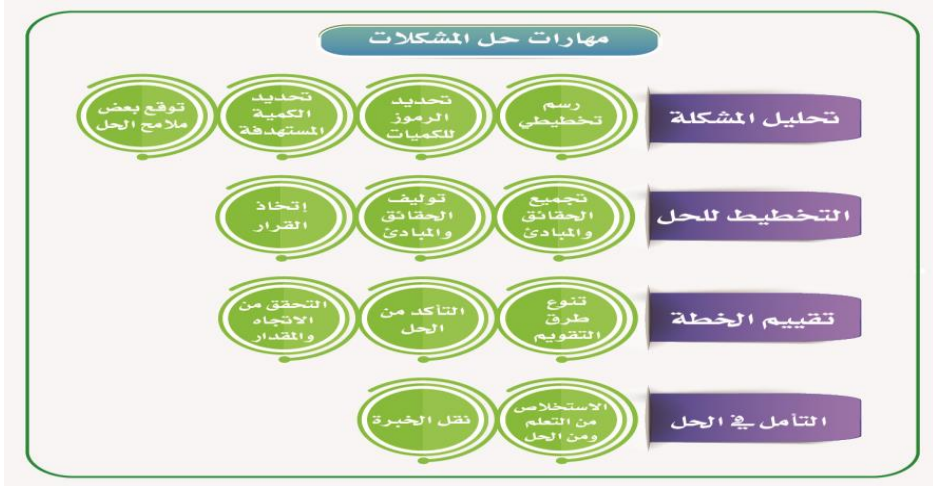 مهارات حل المشكلات
تحليل المشكلة
رسم
تخطيطي
تحديد
الرموز
للكميات
تحديد
الكمية
المستهدفة
توقع بعض
ملامح الحل
التخطيط للحل
تجميع
الحقائق
والمبادئ
توليف
الحقائق
والمبادئ
إتخاذ
القرار
تقييم الخطة
تنوع
طرق
التقويم
التأكد من
الحل
التحقق من
الاتجاه
والمقدار
التأمل في الحل
الاستخلاص
من التعلم
ومن الحل
نقل الخبرة